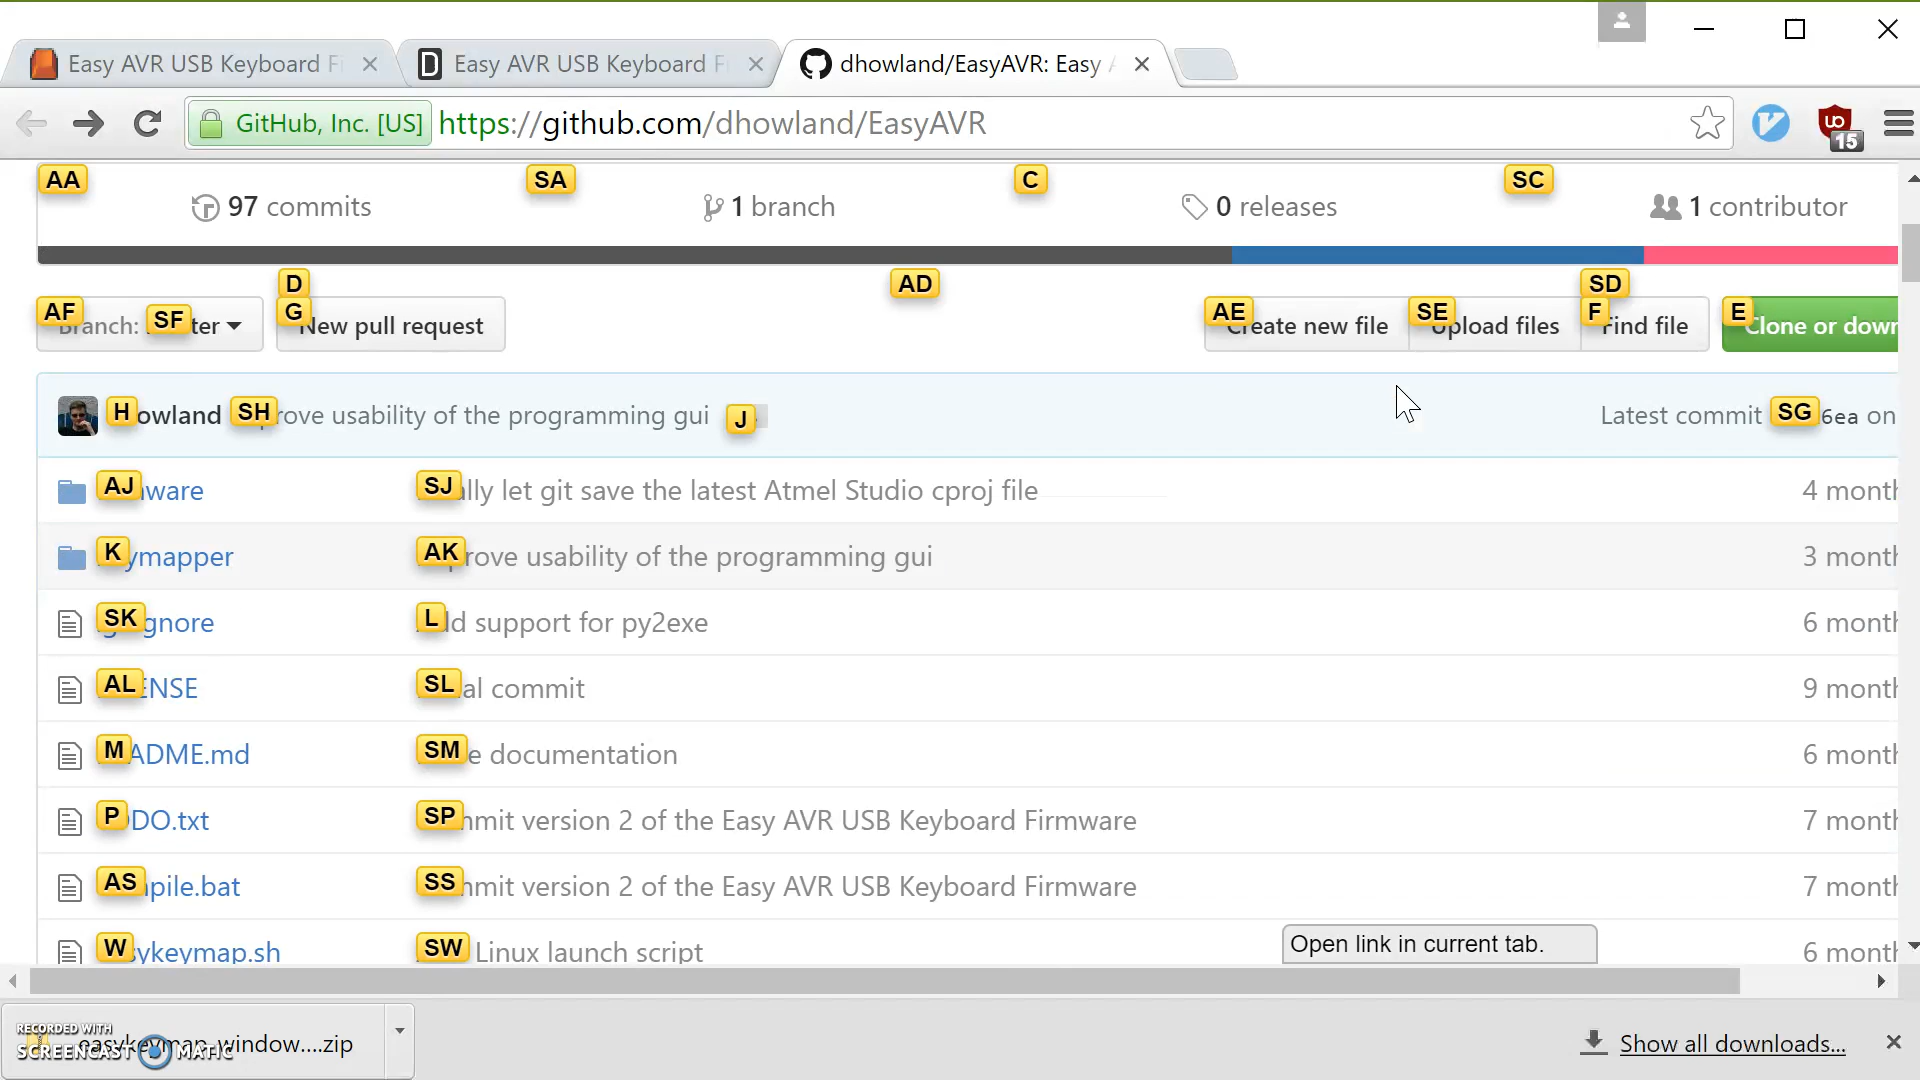 Easy AVR USB Keyboard F
Easy AVR USB Keyboard F
dhowland/EasyAVR: Easy
GitHub, Inc. [US] https://github.com/dhowland/EasyAVR
15
AA SA C SC
97 commits 1 branch 0 releases 1 contributor
D AD SD
AF SF G AE SE F E
Branch: ter New pull request Create new file Upload files Find file Clone or down
H owland SH rove usability of the programming gui J Latest commit SG 6ea on
AJ ware SJ lly let git save the latest Atmel Studio cproj file 4 month
K ymapper AK rove usability of the programming gui 3 month
SK gnore L d support for py2exe 6 month
AL ENSE SL al commit 9 month
M ADME.md SM e documentation 6 month
P DO.txt SP mmit version 2 of the Easy AVR USB Keyboard Firmware 7 month
AS pile.bat SS mmit version 2 of the Easy AVR USB Keyboard Firmware 7 month
W sykeymap.sh SW Linux launch script 6 month
Open link in current tab.
RECORDED WITH
SCREENCAST MATIC
easykeymap_window....zip
Show all downloads...